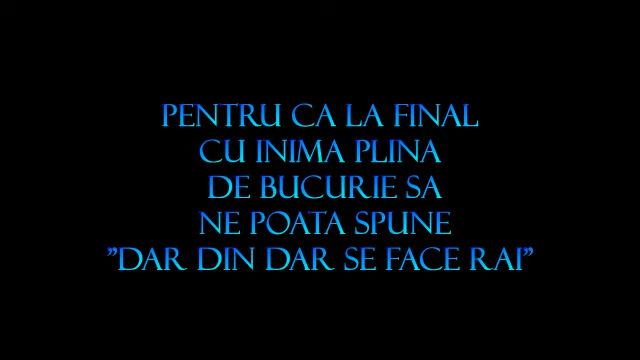 PENTRU CA LA FINAL
CU INIMA PLINA
DE BUCURIE SA
NE POATA SPUNE
"DAR DIN DAR SE FACE RAI"